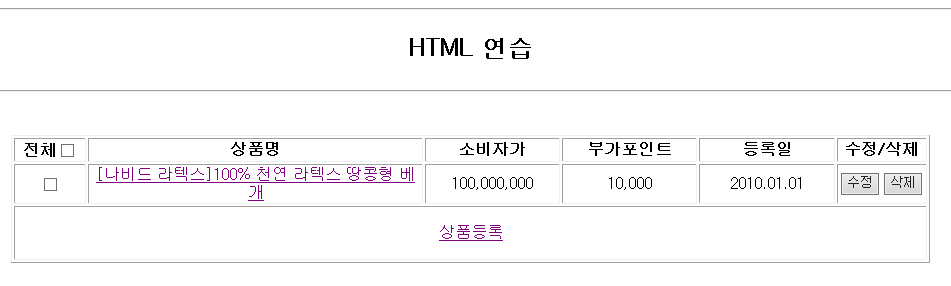 HTML 연습
전체 상품명 소비자가 부가포인트 등록일 수정/삭제
[나비드 라텍스]100% 천연 라텍스 땅콩형 베
개
100,000,000 10,000 2010.01.01 수정 삭제
상품등록